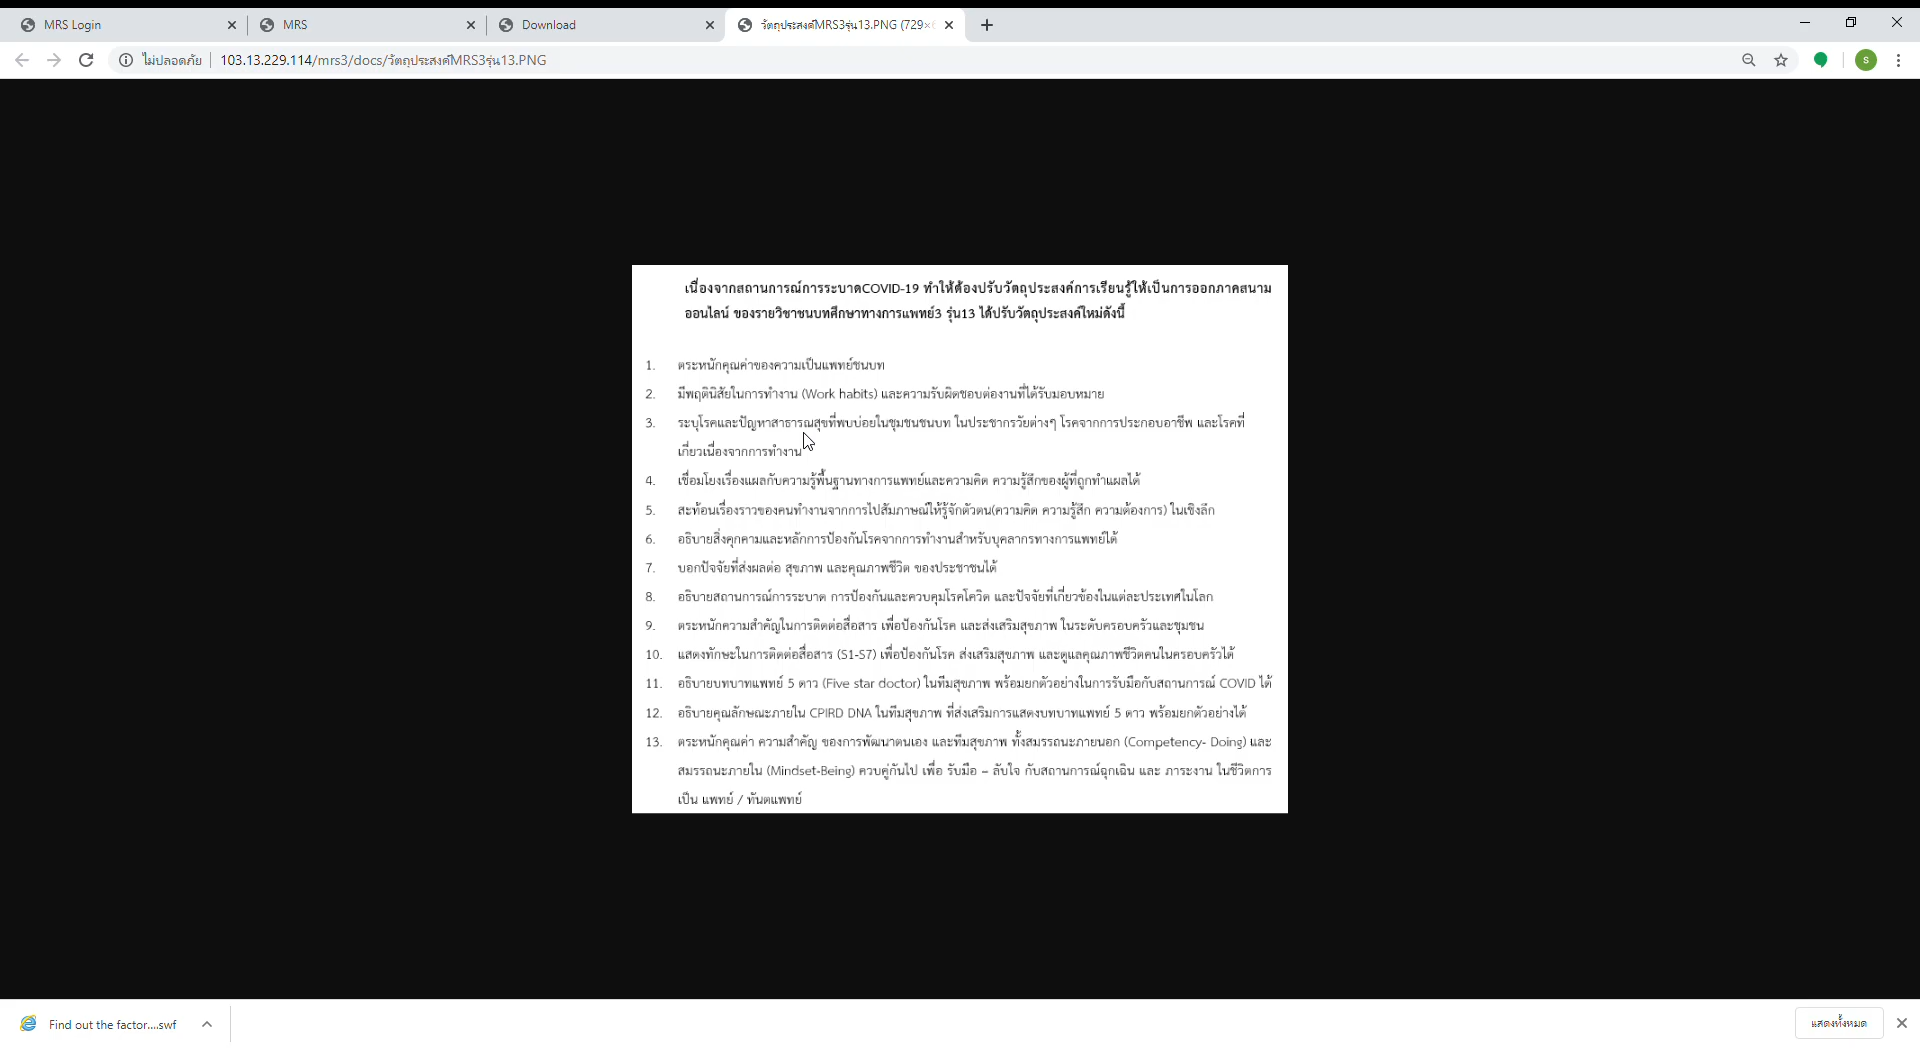 MRS Login
MRS
Download
วัตถุประสงค์MRS3รุ่น13.PNG (729×
ไม่ปลอดภัย
103.13.229.114/mrs3/docs/วัตถุประสงค์MRS3รุ่น13.PNG
s
เนื่องจากสถานการณ์การระบาดCOVID-19 ทำให้ต้องปรับวัตถุประสงค์การเรียนรู้ให้เป็นการออกภาคสนาม
ออนไลน์ ของรายวิชาชนบทศึกษาทางการแพทย์3 รุ่น13 ได้ปรับวัตถุประสงค์ใหม่ดังนี้
1. ตระหนักคุณค่าของความเป็นแพทย์ชนบท
2. มีพฤตินิสัยในการทำงาน (Work habits) และความรับผิดชอบต่องานที่ได้รับมอบหมาย
3. ระบุโรคและปัญหาสาธารณสุขที่พบบ่อยในชุมชนชนบท ในประชากรวัยต่างๆ โรคจากการประกอบอาชีพ และโรคที่
เกี่ยวเนื่องจากการทำงาน
4. เชื่อมโยงเรื่องแผลกับความรู้พื้นฐานทางการแพทย์และความคิด ความรู้สึกของผู้ที่ถูกทำแผลได้
5. สะท้อนเรื่องราวของคนทำงานจากการไปสัมภาษณ์ให้รู้จักตัวตน(ความคิด ความรู้สึก ความต้องการ) ในเชิงลึก
6. อธิบายสิ่งคุกคามและหลักการป้องกันโรคจากการทำงานสำหรับบุคลากรทางการแพทย์ได้
7. บอกปัจจัยที่ส่งผลต่อ สุขภาพ และคุณภาพชีวิต ของประชาชนได้
8. อธิบายสถานการณ์การระบาด การป้องกันและควบคุมโรคโควิด และปัจจัยที่เกี่ยวข้องในแต่ละประเทศในโลก
9. ตระหนักความสำคัญในการติดต่อสื่อสาร เพื่อป้องกันโรค และส่งเสริมสุขภาพ ในระดับครอบครัวและชุมชน
10. แสดงทักษะในการติดต่อสื่อสาร (S1-S7) เพื่อป้องกันโรค ส่งเสริมสุขภาพ และดูแลคุณภาพชีวิตคนในครอบครัวได้
11. อธิบายบทบาทแพทย์ 5 ดาว (Five star doctor) ในทีมสุขภาพ พร้อมยกตัวอย่างในการรับมือกับสถานการณ์ COVID ได้
12. อธิบายคุณลักษณะภายใน CPIRD DNA ในทีมสุขภาพ ที่ส่งเสริมการแสดงบทบาทแพทย์ 5 ดาว พร้อมยกตัวอย่างได้
13. ตระหนักคุณค่า ความสำคัญ ของการพัฒนาตนเอง และทีมสุขภาพ ทั้งสมรรถนะภายนอก (Competency- Doing) และ
สมรรถนะภายใน (Mindset-Being) ควบคู่กันไป เพื่อ รับมือ – ลับใจ กับสถานการณ์ฉุกเฉิน และ ภาระงาน ในชีวิตการ
เป็น แพทย์ / ทันตแพทย์
Find out the factor....swf
แสดงทั้งหมด